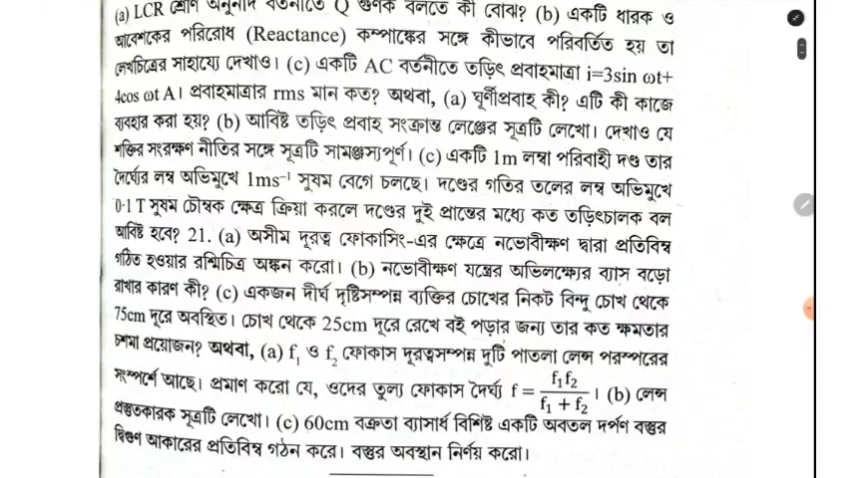 (a) LCR শ্রেণি অনুনাদ বর্তনীতে Q গুণক বলতে কী বোঝ? (b) একটি ধারক ও
আবেশকের পরিরোধ (Reactance) কম্পাঙ্কের সঙ্গে কীভাবে পরিবর্তিত হয় তা
লেখচিত্রের সাহায্যে দেখাও। (c) একটি AC বর্তনীতে তড়িৎ প্রবাহমাত্রা i=3sin ωt+
4cos ωt A। প্রবাহমাত্রার rms মান কত? অথবা, (a) ঘূর্ণীপ্রবাহ কী? এটি কী কাজে
ব্যবহার করা হয়? (b) আবিষ্ট তড়িৎ প্রবাহ সংক্রান্ত লেঞ্জের সূত্রটি লেখো। দেখাও যে
শক্তির সংরক্ষণ নীতির সঙ্গে সূত্রটি সামঞ্জস্যপূর্ণ। (c) একটি 1m লম্বা পরিবাহী দণ্ড তার
দৈর্ঘ্যের লম্ব অভিমুখে 1ms⁻¹ সুষম বেগে চলছে। দণ্ডের গতির তলের লম্ব অভিমুখে
0·1 T সুষম চৌম্বক ক্ষেত্র ক্রিয়া করলে দণ্ডের দুই প্রান্তের মধ্যে কত তড়িৎচালক বল
আবিষ্ট হবে? 21. (a) অসীম দূরত্ব ফোকাসিং-এর ক্ষেত্রে নভোবীক্ষণ দ্বারা প্রতিবিম্ব
গঠিত হওয়ার রশ্মিচিত্র অঙ্কন করো। (b) নভোবীক্ষণ যন্ত্রের অভিলক্ষ্যের ব্যাস বড়ো
রাখার কারণ কী? (c) একজন দীর্ঘ দৃষ্টিসম্পন্ন ব্যক্তির চোখের নিকট বিন্দু চোখ থেকে
75cm দূরে অবস্থিত। চোখ থেকে 25cm দূরে রেখে বই পড়ার জন্য তার কত ক্ষমতার
চশমা প্রয়োজন? অথবা, (a) f₁ ও f₂ ফোকাস দূরত্বসম্পন্ন দুটি পাতলা লেন্স পরস্পরের
সংস্পর্শে আছে। প্রমাণ করো যে, ওদের তুল্য ফোকাস দৈর্ঘ্য f = f₁f₂ / f₁ + f₂ । (b) লেন্স
প্রস্তুতকারক সূত্রটি লেখো। (c) 60cm বক্রতা ব্যাসার্ধ বিশিষ্ট একটি অবতল দর্পণ বস্তুর
দ্বিগুণ আকারের প্রতিবিম্ব গঠন করে। বস্তুর অবস্থান নির্ণয় করো।